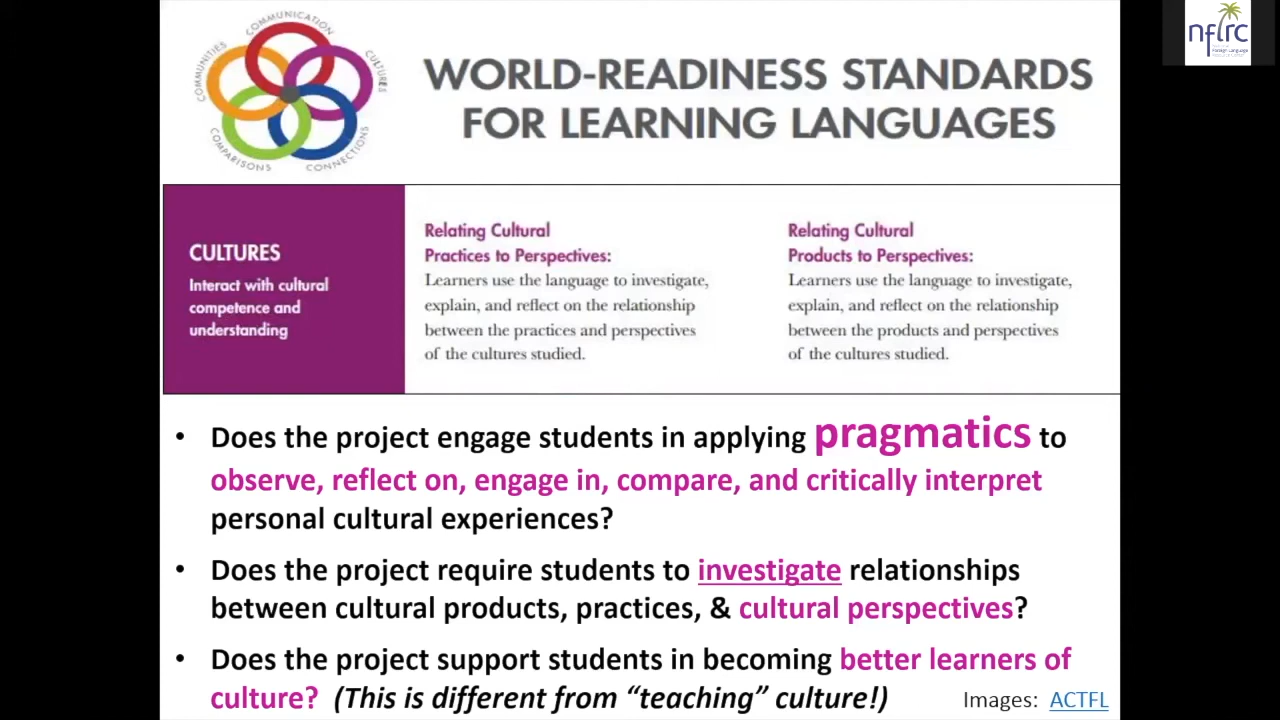 COMMUNICATION
COMMUNITIES
CULTURES
COMPARISONS
CONNECTIONS
WORLD-READINESS STANDARDS
FOR LEARNING LANGUAGES
nflrc
Foreign Language
CULTURES
Interact with cultural
competence and
understanding
Relating Cultural
Practices to Perspectives:
Learners use the language to investigate,
explain, and reflect on the relationship
between the practices and perspectives
of the cultures studied.
Relating Cultural
Products to Perspectives:
Learners use the language to investigate,
explain, and reflect on the relationship
between the products and perspectives
of the cultures studied.
• Does the project engage students in applying pragmatics to
observe, reflect on, engage in, compare, and critically interpret
personal cultural experiences?
• Does the project require students to investigate relationships
between cultural products, practices, & cultural perspectives?
• Does the project support students in becoming better learners of
culture? (This is different from “teaching” culture!)
Images: ACTFL